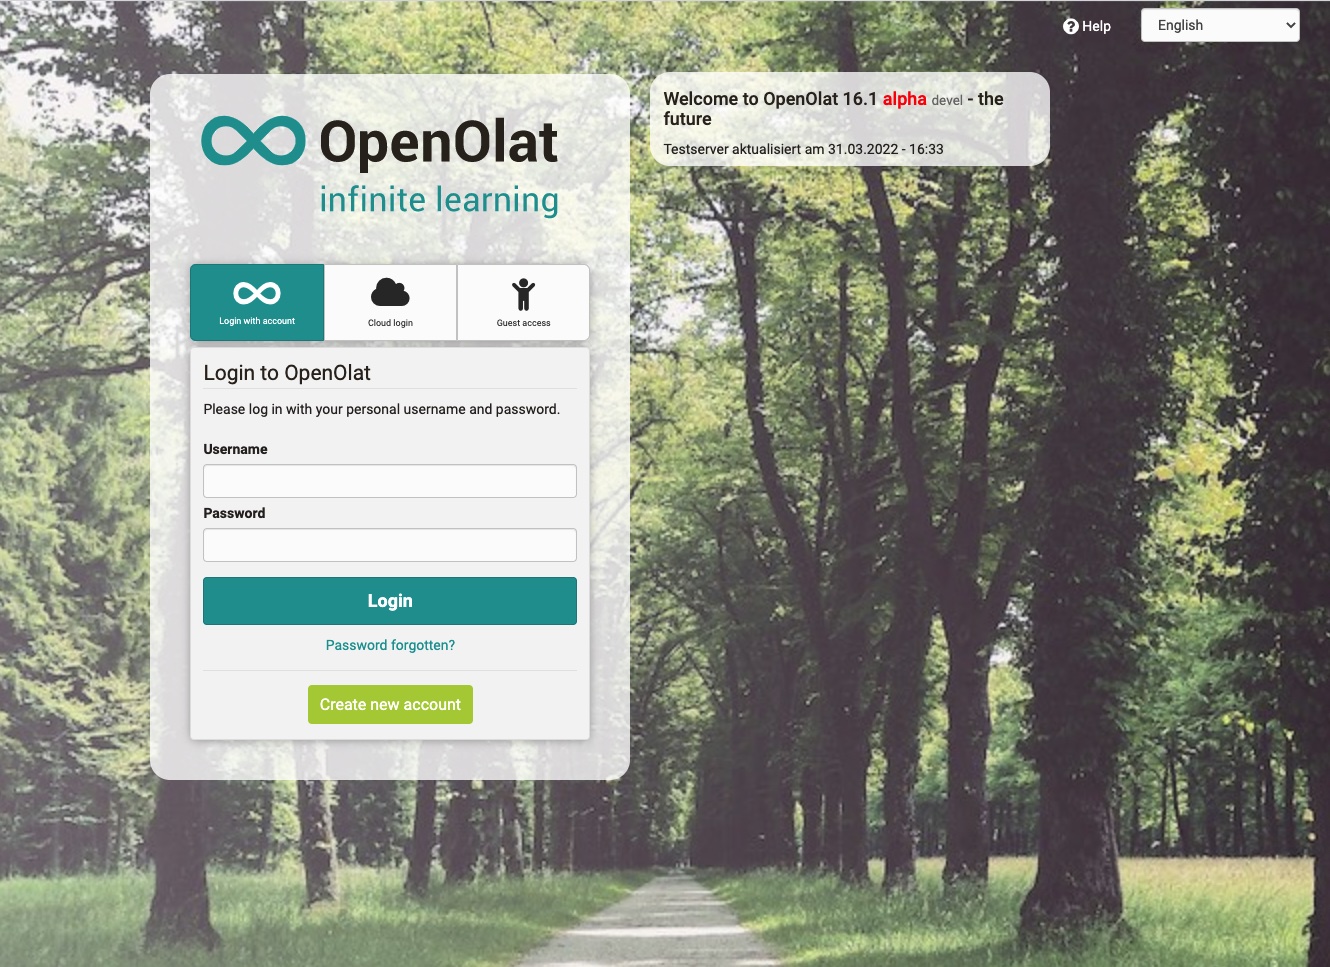 Help
English
OpenOlat
infinite learning
Welcome to OpenOlat 16.1 alpha devel - the
future
Testserver aktualisiert am 31.03.2022 - 16:33
Login with account
Cloud login
Guest access
Login to OpenOlat
Please log in with your personal username and password.
Username
Password
Login
Password forgotten?
Create new account